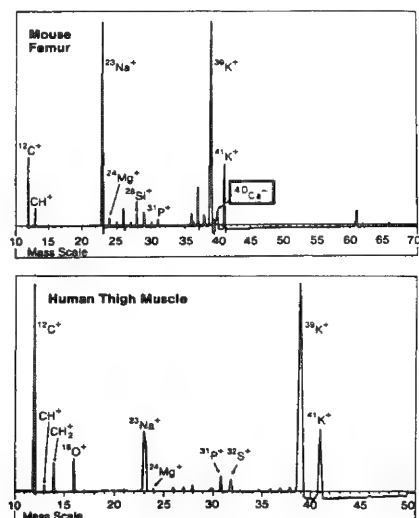 Mouse
Femur
²³Na⁺
³⁹K⁺
¹²C⁺
CH⁺
²⁴Mg⁺
²⁸Si⁺
³¹P⁺
⁴¹K⁺
⁴⁰Ca⁻
10 15 20 25 30 35 40 45 50 55 60 65 70
Mass Scale
Human Thigh Muscle
¹²C⁺
³⁹K⁺
CH⁺
CH₂⁺
¹⁶O⁺
²³Na⁺
²⁴Mg⁺
³¹P⁺
³²S⁺
⁴¹K⁺
10 15 20 25 30 35 40 45 50
Mass Scale